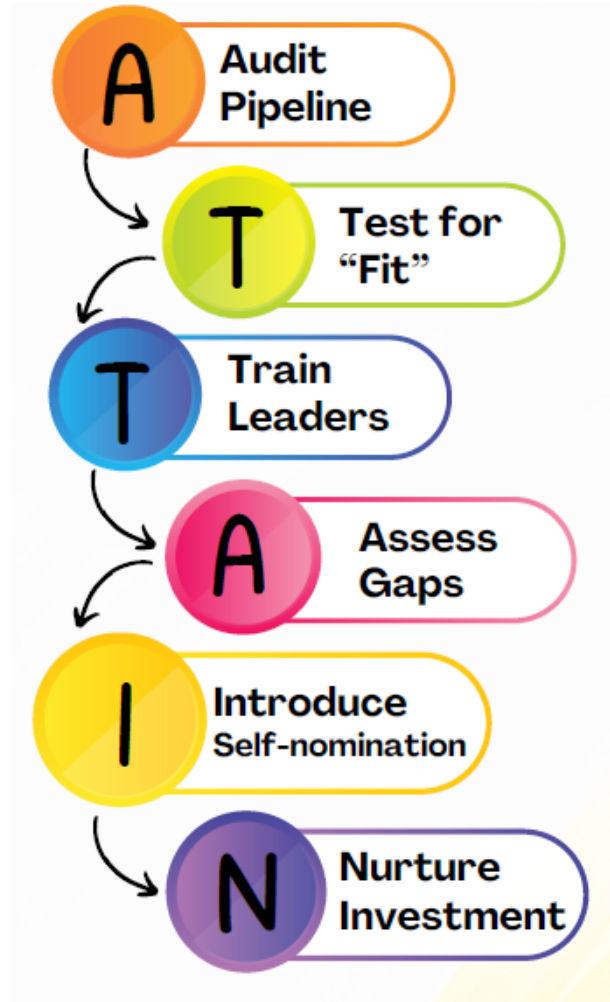 A
Audit
Pipeline
T
Test for
“Fit”
T
Train
Leaders
A
Assess
Gaps
I
Introduce
Self-nomination
N
Nurture
Investment